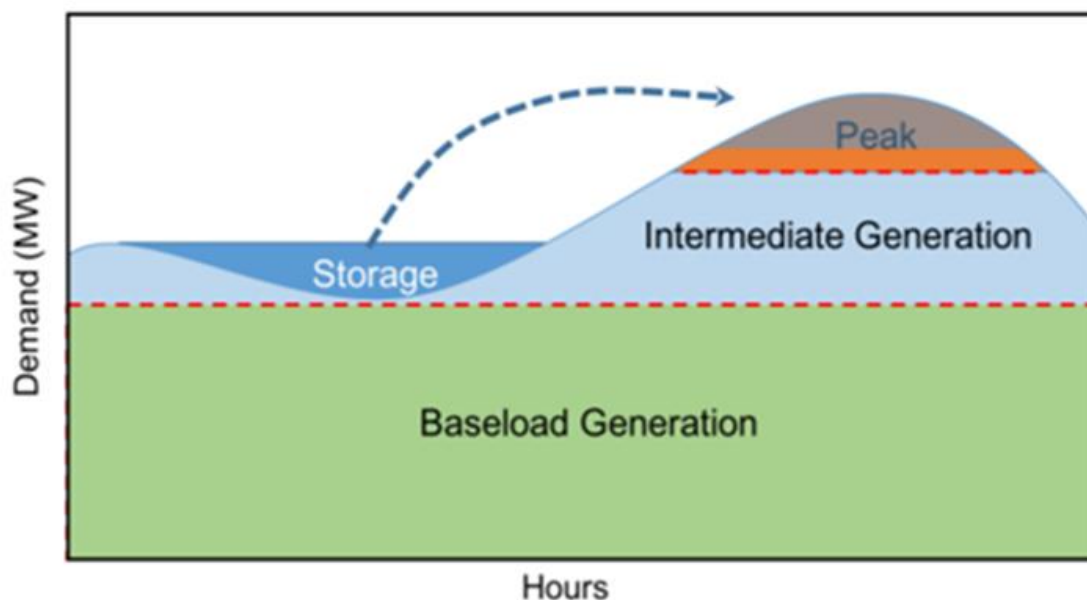 Peak
Intermediate Generation
Storage
Baseload Generation
Demand (MW)
Hours